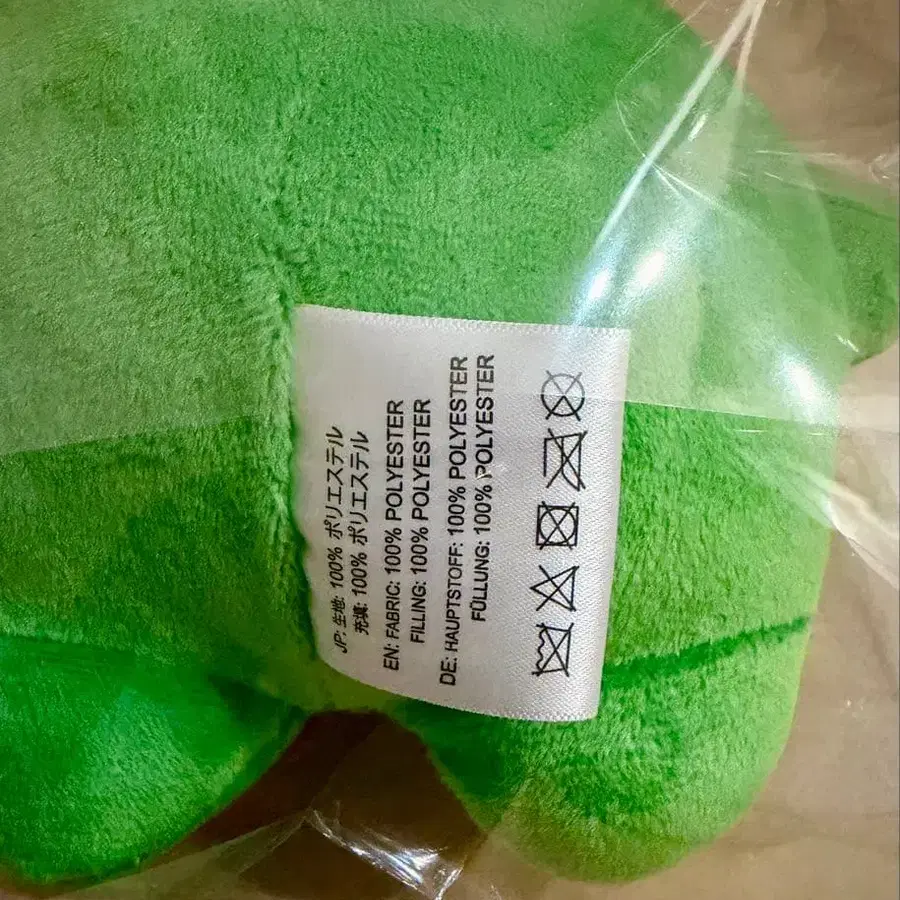 JP: 生地: 100% ポリエステル
充填: 100% ポリエステル
EN: FABRIC: 100% POLYESTER
FILLING: 100% POLYESTER
DE: HAUPTSTOFF: 100% POLYESTER
FÜLLUNG: 100% POLYESTER